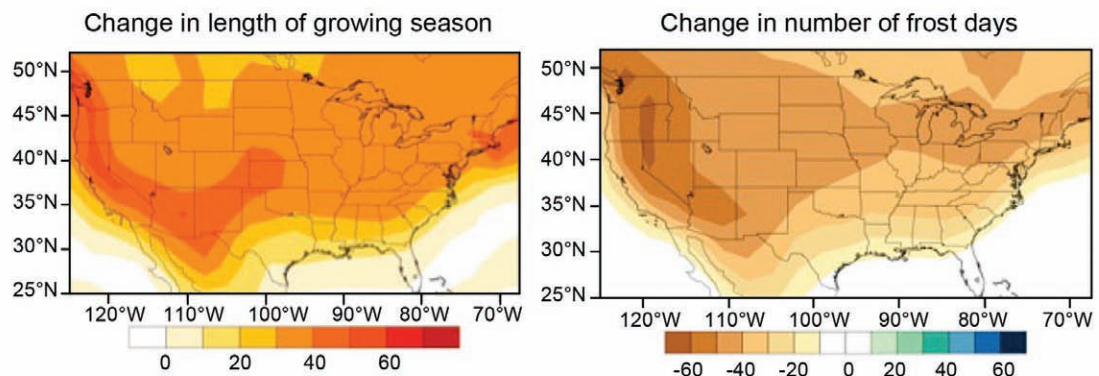 Change in length of growing season
50°N
45°N
40°N
35°N
30°N
25°N
120°W 110°W 100°W 90°W 80°W 70°W
0 20 40 60
Change in number of frost days
50°N
45°N
40°N
35°N
30°N
25°N
120°W 110°W 100°W 90°W 80°W 70°W
-60 -40 -20 0 20 40 60